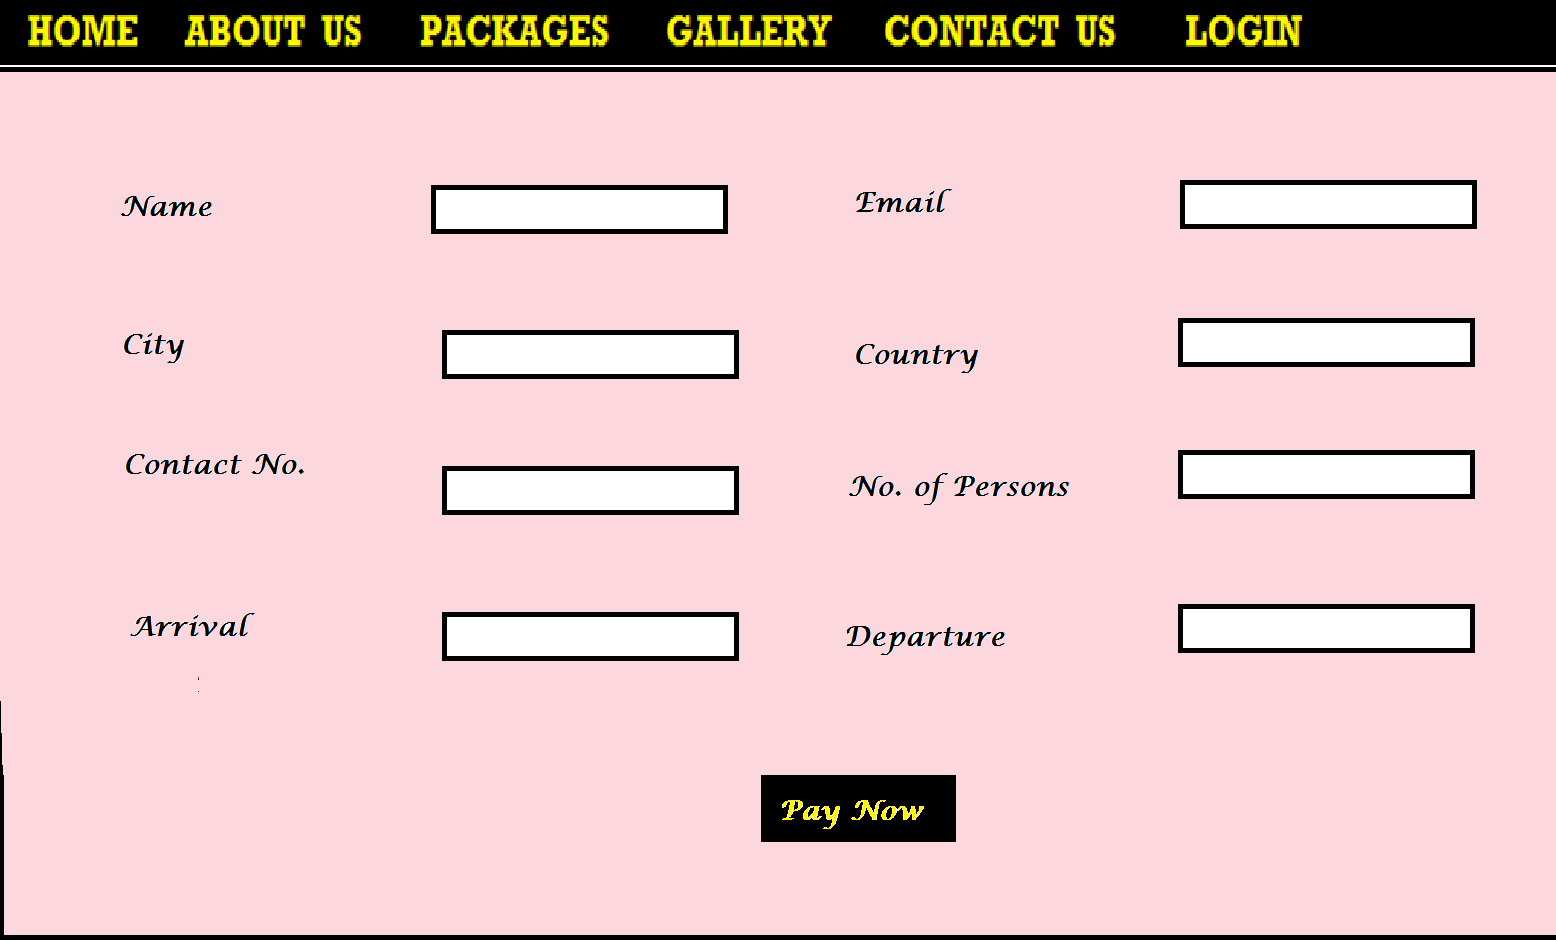 HOME ABOUT US PACKAGES GALLERY CONTACT US LOGIN
Name Email
City Country
Contact No. No. of Persons
Arrival Departure
Pay Now